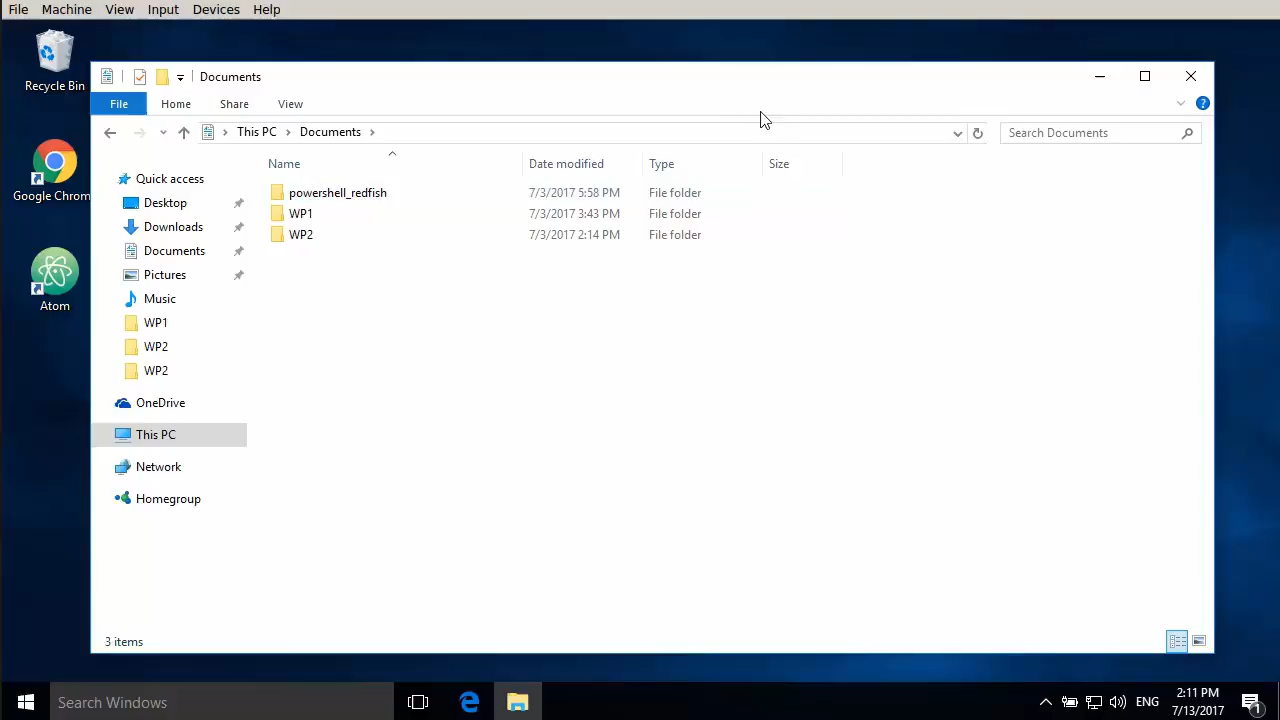 File Machine View Input Devices Help
Recycle Bin
Google Chrom
Atom
Documents
File Home Share View
This PC Documents
Search Documents
Name Date modified Type Size
powershell_redfish 7/3/2017 5:58 PM File folder
WP1 7/3/2017 3:43 PM File folder
WP2 7/3/2017 2:14 PM File folder
Quick access
Desktop
Downloads
Documents
Pictures
Music
WP1
WP2
WP2
OneDrive
This PC
Network
Homegroup
3 items
Search Windows
ENG
2:11 PM
7/13/2017
1